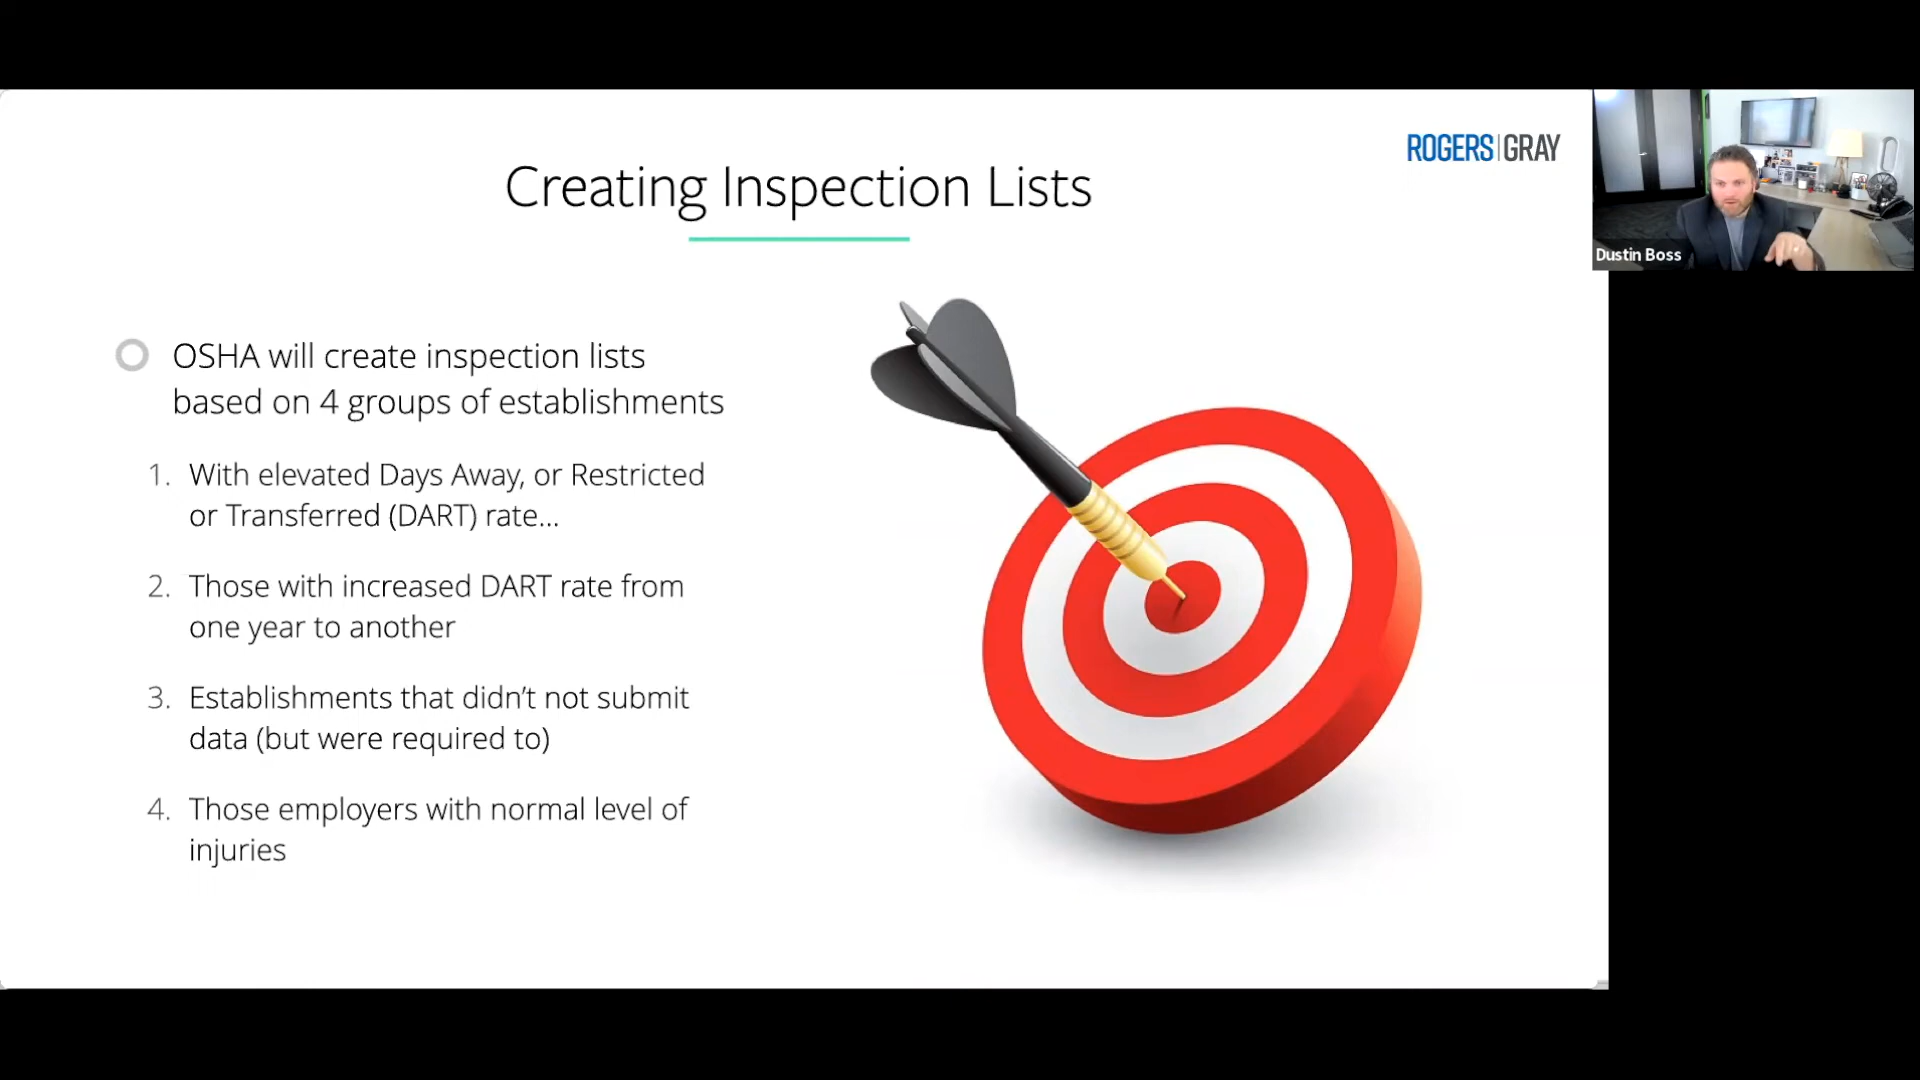 ROGERS|GRAY
Creating Inspection Lists
Dustin Boss
OSHA will create inspection lists
based on 4 groups of establishments
1. With elevated Days Away, or Restricted
or Transferred (DART) rate...
2. Those with increased DART rate from
one year to another
3. Establishments that didn’t not submit
data (but were required to)
4. Those employers with normal level of
injuries